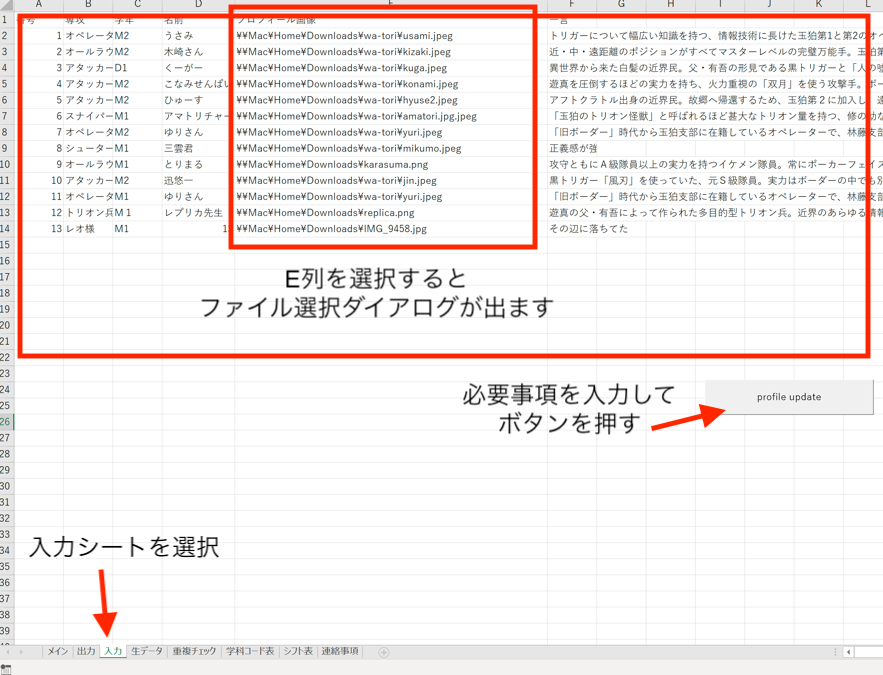 A B C D E F G H I J K L
1 番号 専攻 学年 名前 プロフィール画像 一言
2 1 オペレータ M2 うさみ ¥¥Mac¥Home¥Downloads¥wa-tori¥usami.jpeg トリガーについて幅広い知識を持つ、情報技術に長けた玉狛第1と第2のオペ
3 2 オールラウ M2 木崎さん ¥¥Mac¥Home¥Downloads¥wa-tori¥kizaki.jpeg 近・中・遠距離のポジションがすべてマスターレベルの完璧万能手。玉狛第
4 3 アタッカー D1 くーがー ¥¥Mac¥Home¥Downloads¥wa-tori¥kuga.jpeg 異世界から来た白髪の近界民。父・有吾の形見である黒トリガーと「人の嘘
5 4 アタッカー M2 こなみせんぱい ¥¥Mac¥Home¥Downloads¥wa-tori¥konami.jpeg 遊真を圧倒するほどの実力を持ち、火力重視の「双月」を使う攻撃手。ボー
6 5 アタッカー M2 ひゅーす ¥¥Mac¥Home¥Downloads¥wa-tori¥hyuse2.jpeg アフトクラトル出身の近界民。故郷へ帰還するため、玉狛第2に加入し、遠
7 6 スナイパー M1 アマトリチャー ¥¥Mac¥Home¥Downloads¥wa-tori¥amatori.jpg.jpeg 「玉狛のトリオン怪獣」と呼ばれるほど甚大なトリオン量を持つ、修の幼な
8 7 オペレータ M2 ゆりさん ¥¥Mac¥Home¥Downloads¥wa-tori¥yuri.jpeg 「旧ボーダー」時代から玉狛支部に在籍しているオペレーターで、林藤支部
9 8 シューター M1 三雲君 ¥¥Mac¥Home¥Downloads¥wa-tori¥mikumo.jpeg 正義感が強
10 9 オールラウ M1 とりまる ¥¥Mac¥Home¥Downloads¥karasuma.png 攻守ともにA級隊員以上の実力を持つイケメン隊員。常にポーカーフェイス
11 10 アタッカー M2 迅悠一 ¥¥Mac¥Home¥Downloads¥wa-tori¥jin.jpeg 黒トリガー「風刃」を使っていた、元S級隊員。実力はボーダーの中でも別
12 11 オペレータ M1 ゆりさん ¥¥Mac¥Home¥Downloads¥wa-tori¥yuri.jpeg 「旧ボーダー」時代から玉狛支部に在籍しているオペレーターで、林藤支部
13 12 トリオン兵 M1 レプリカ先生 ¥¥Mac¥Home¥Downloads¥replica.png 遊真の父・有吾によって作られた多目的型トリオン兵。近界のあらゆる情報
14 13 レオ様 M1 1 ¥¥Mac¥Home¥Downloads¥IMG_9458.jpg その辺に落ちてた
15
16
17
E列を選択すると
18
19
ファイル選択ダイアログが出ます
20
21
22
23
24
必要事項を入力して
profile update
25
ボタンを押す
26
27
28
29
30
31
32
33
34
入力シートを選択
35
36
37
38
39
メイン 出力 入力 生データ 重複チェック 学科コード表 シフト表 連絡事項